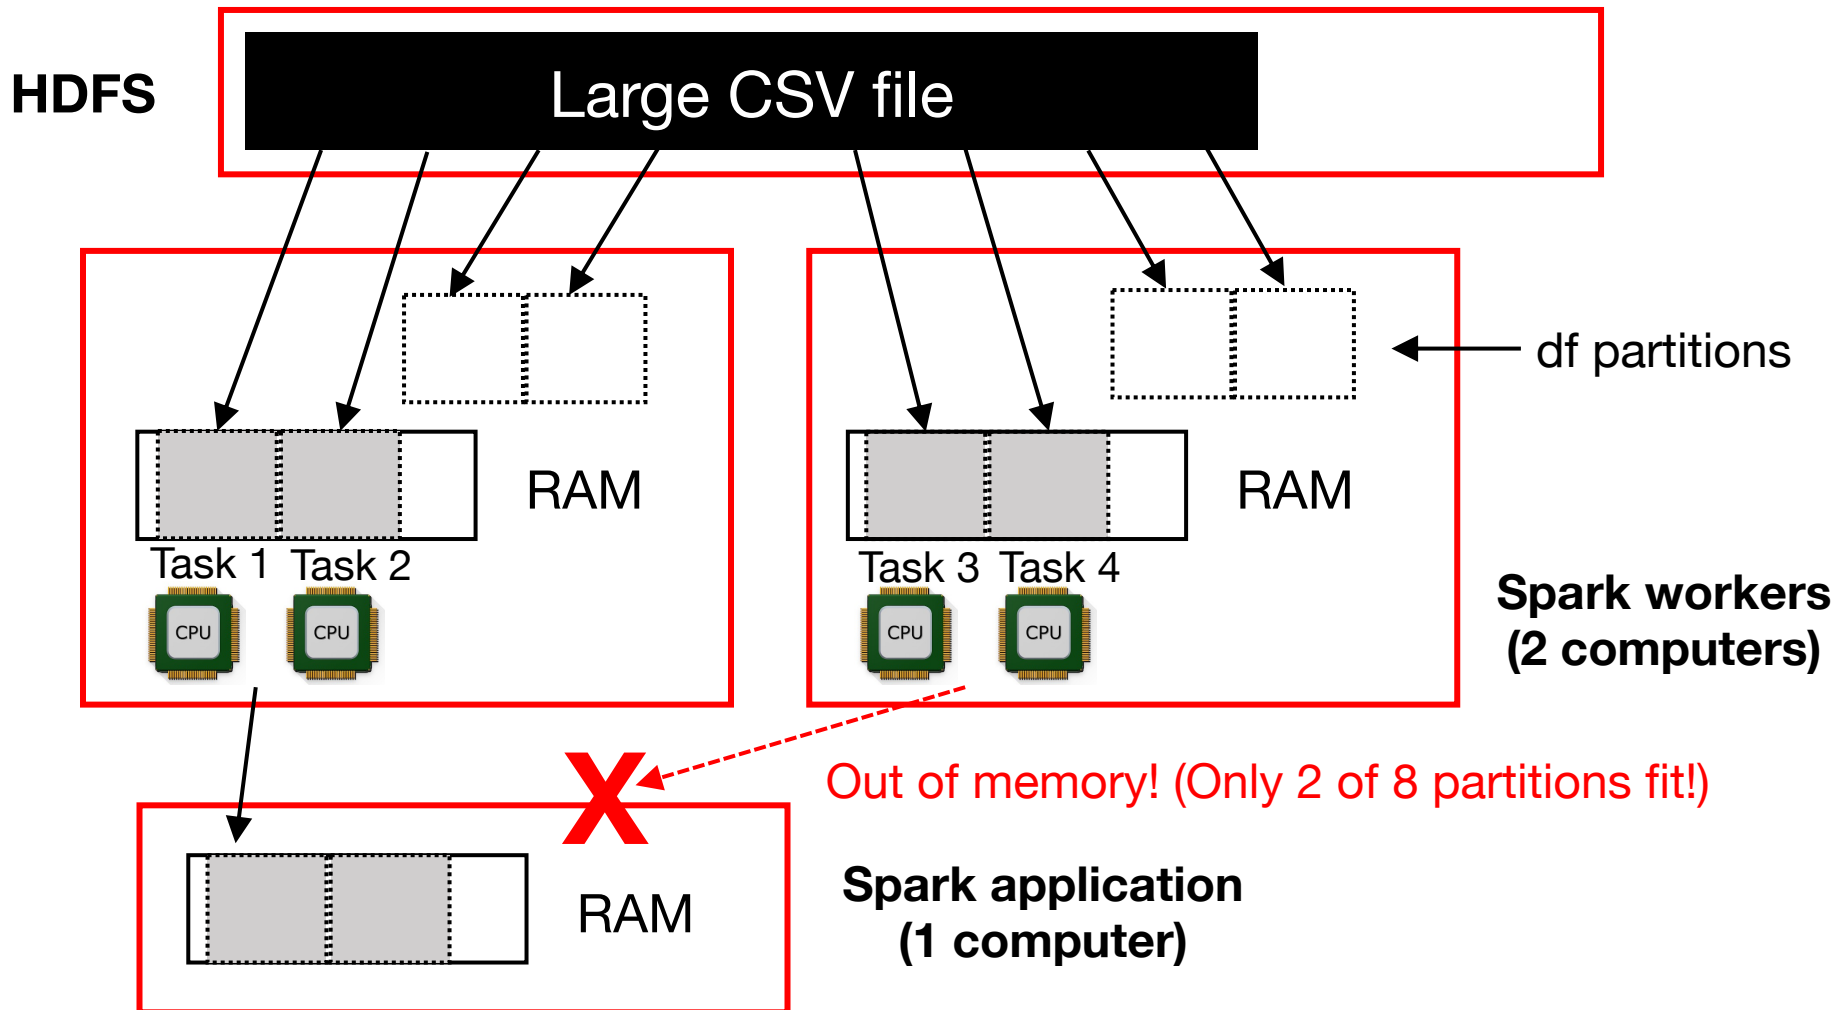 HDFS
Large CSV file
df partitions
RAM
RAM
Task 1
Task 2
Task 3
Task 4
CPU
CPU
CPU
CPU
Spark workers
(2 computers)
Out of memory! (Only 2 of 8 partitions fit!)
X
RAM
Spark application
(1 computer)